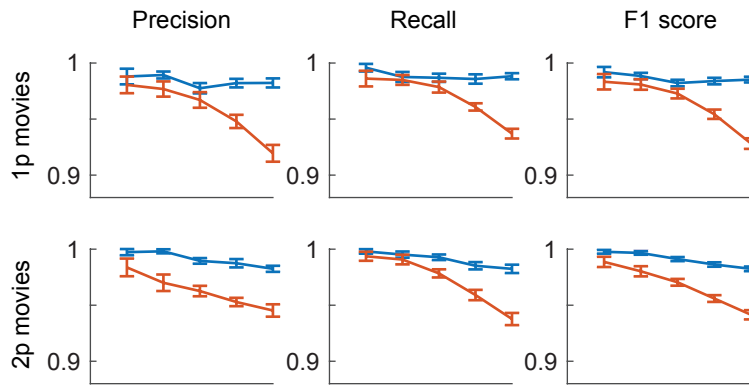 Precision Recall F1 score
1p movies
1 1 1
0.9 0.9 0.9
2p movies
1 1 1
0.9 0.9 0.9